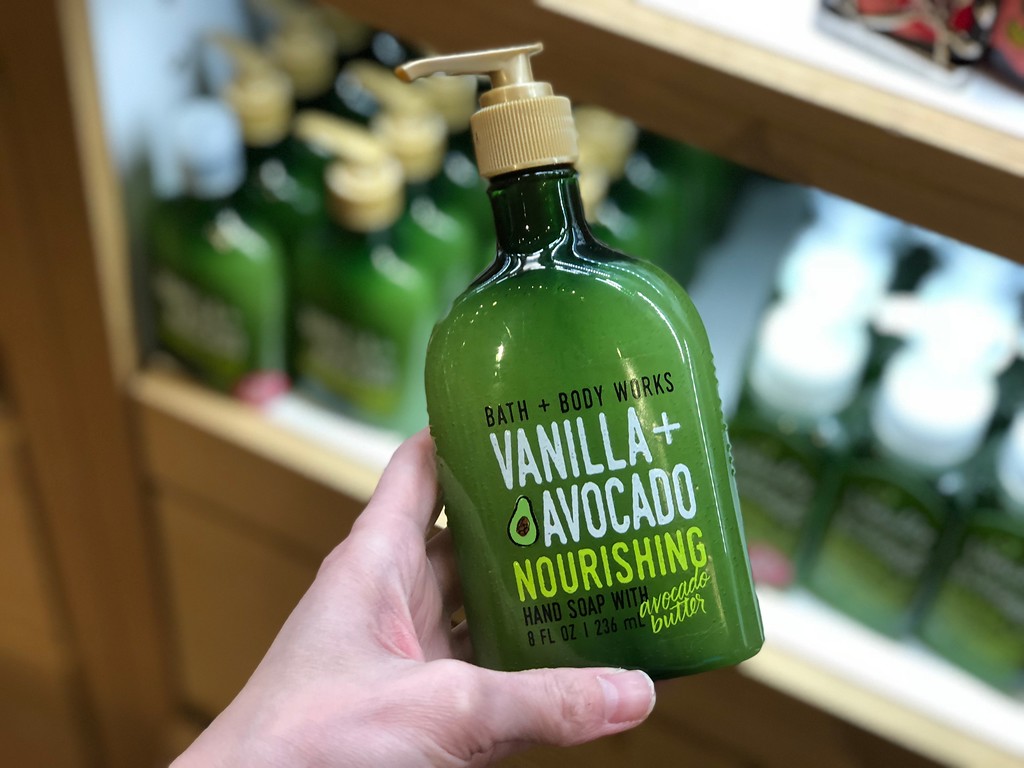 BATH + BODY WORKS
VANILLA +
AVOCADO
NOURISHING
HAND SOAP WITH avocado butter
8 FL OZ | 236 mL